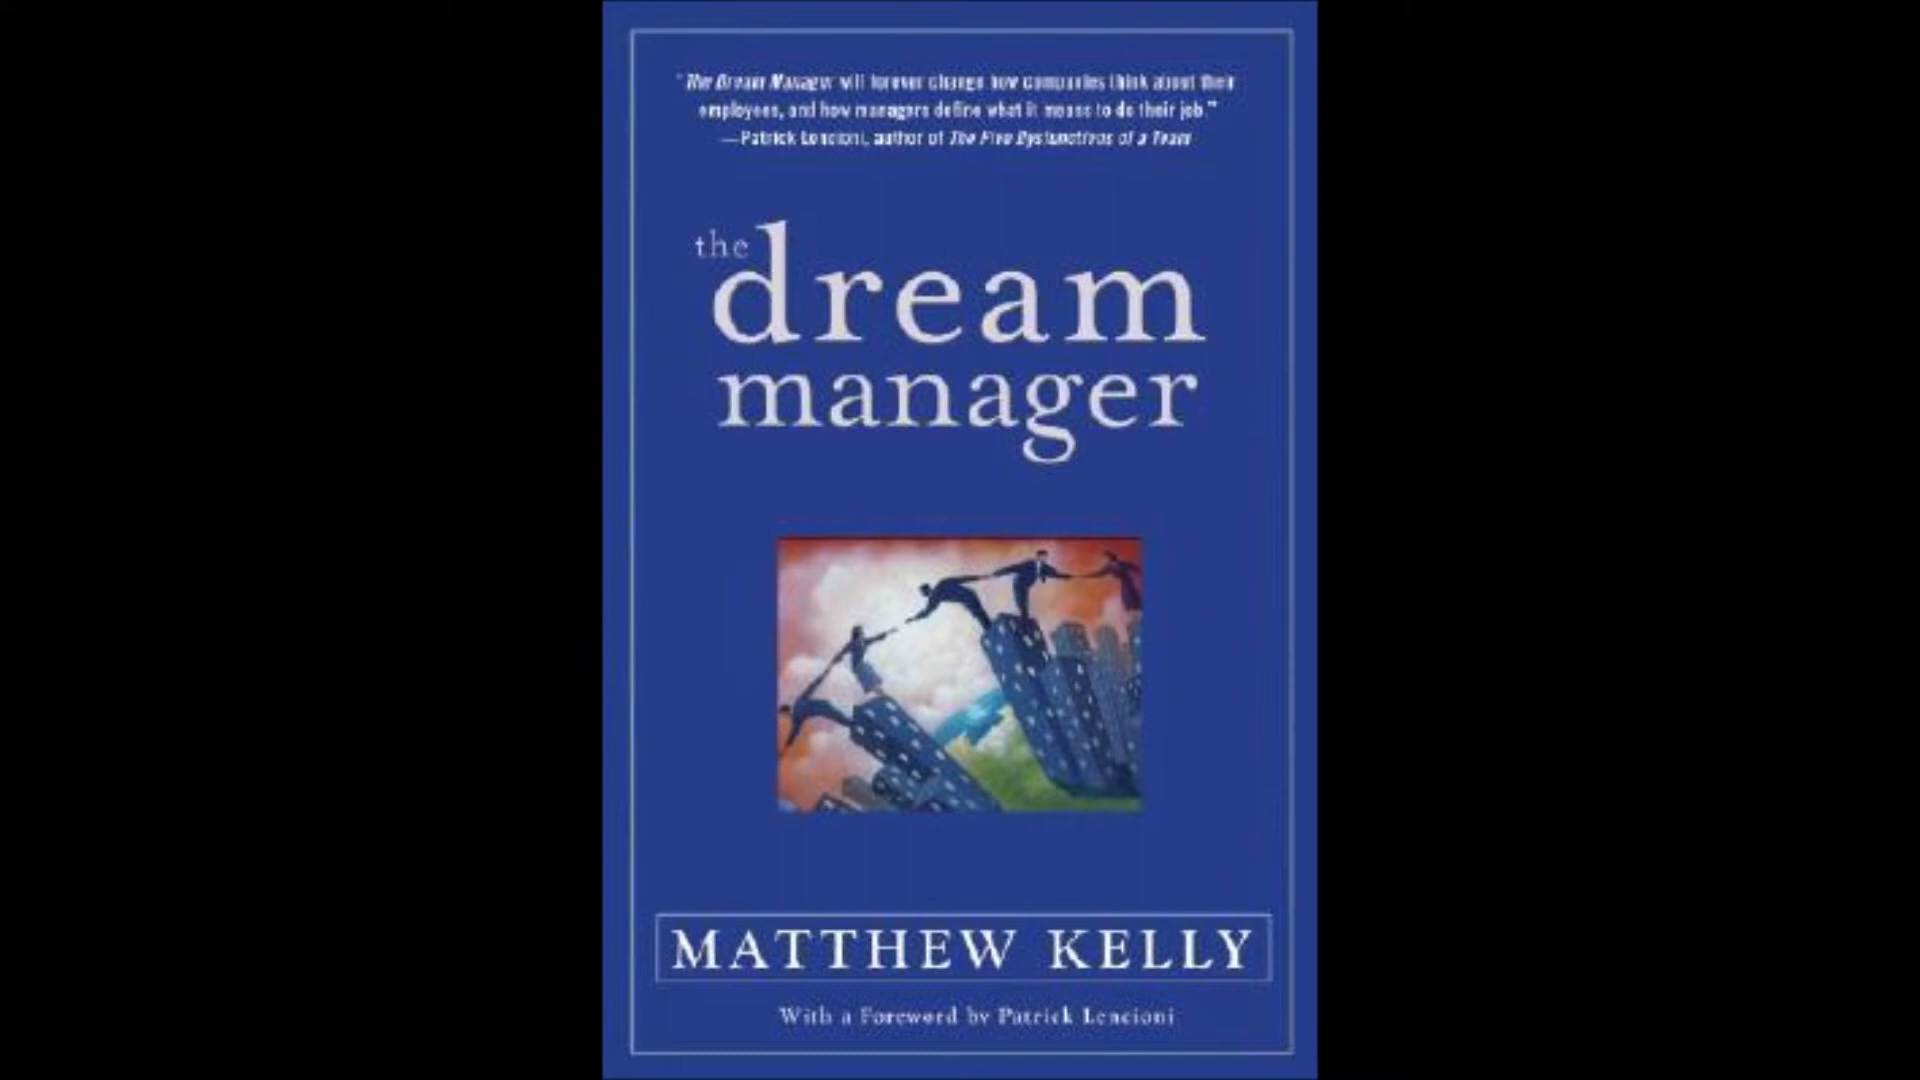 "The Dream Manager will forever change how companies think about their
employees, and how managers define what it means to do their job."
—Patrick Lencioni, author of The Five Dysfunctions of a Team
the
dream
manager
MATTHEW KELLY
With a Foreword by Patrick Lencioni